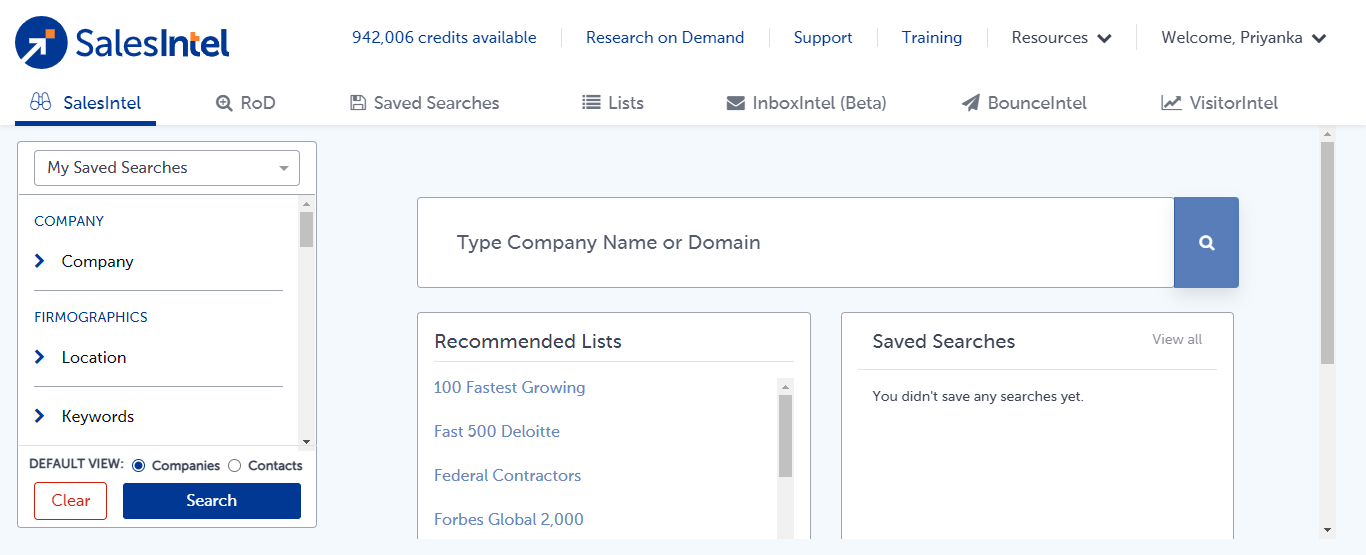 SalesIntel
942,006 credits available
Research on Demand
Support
Training
Resources
Welcome, Priyanka
SalesIntel
RoD
Saved Searches
Lists
InboxIntel (Beta)
BounceIntel
VisitorIntel
My Saved Searches
COMPANY
Company
FIRMOGRAPHICS
Location
Keywords
DEFAULT VIEW: Companies Contacts
Clear
Search
Type Company Name or Domain
Recommended Lists
100 Fastest Growing
Fast 500 Deloitte
Federal Contractors
Forbes Global 2,000
Saved Searches
View all
You didn't save any searches yet.